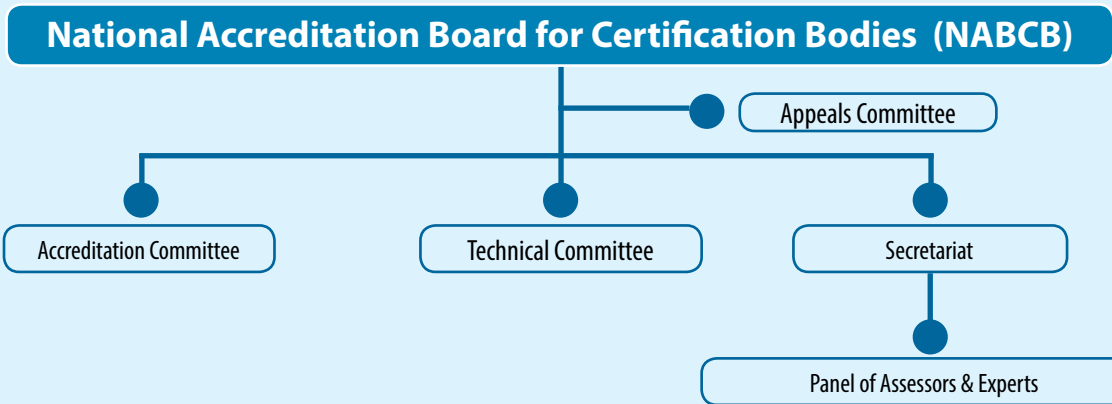 National Accreditation Board for Certification Bodies (NABCB)
Appeals Committee
Accreditation Committee
Technical Committee
Secretariat
Panel of Assessors & Experts